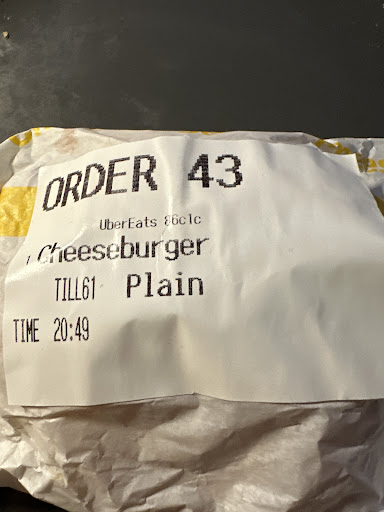 ORDER 43
UberEats 86c1c
Cheeseburger
TILL61 Plain
TIME 20:49